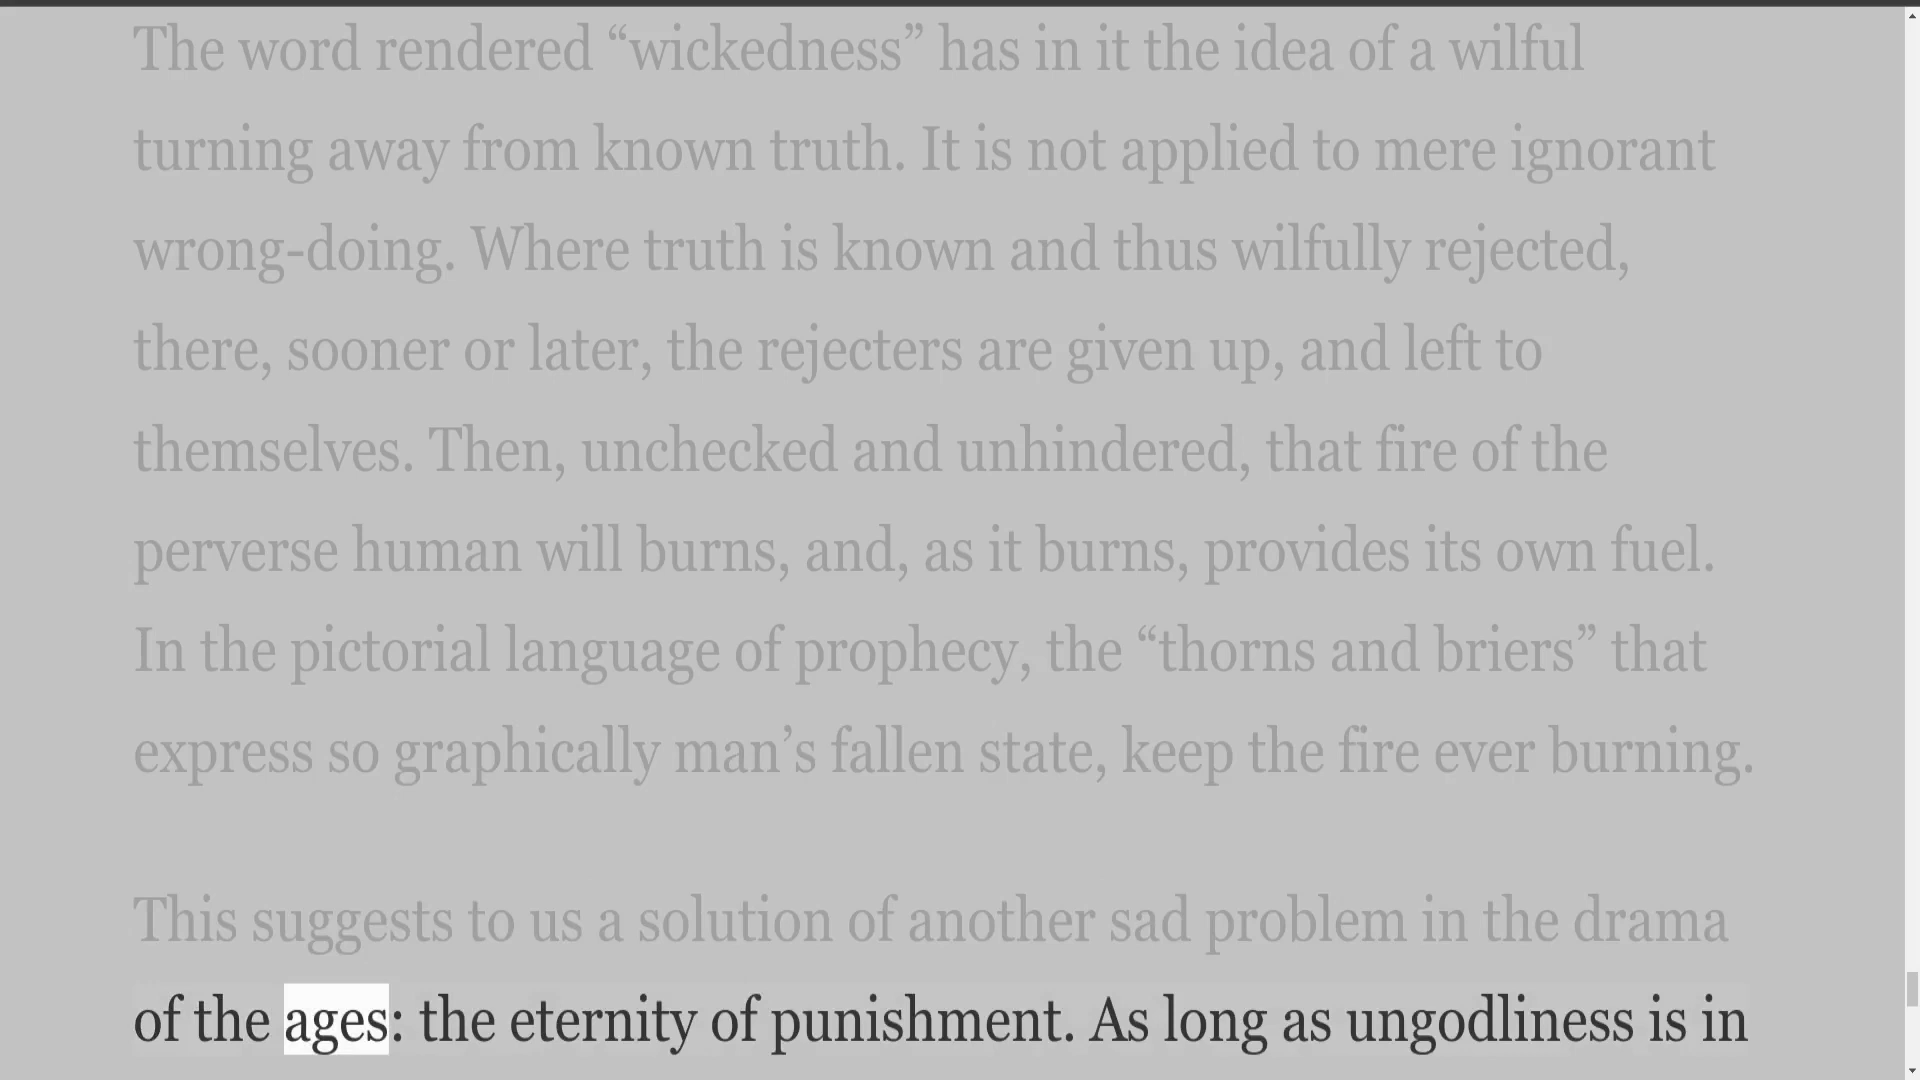 The word rendered “wickedness” has in it the idea of a wilful
turning away from known truth. It is not applied to mere ignorant
wrong-doing. Where truth is known and thus wilfully rejected,
there, sooner or later, the rejecters are given up, and left to
themselves. Then, unchecked and unhindered, that fire of the
perverse human will burns, and, as it burns, provides its own fuel.
In the pictorial language of prophecy, the “thorns and briers” that
express so graphically man’s fallen state, keep the fire ever burning.
This suggests to us a solution of another sad problem in the drama
of the ages: the eternity of punishment. As long as ungodliness is in